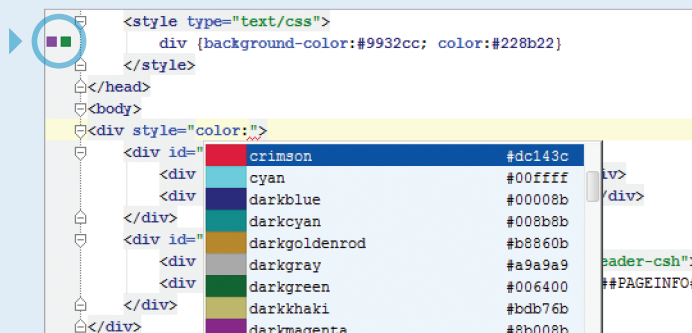 <style type="text/css">
div {background-color:#9932cc; color:#228b22}
</style>
</head>
<body>
<div style="color:">
<div id="
crimson #dc143c
<div cyan #00ffff iv>
<div darkblue #00008b /div>
</div> darkcyan #008b8b
<div id=" darkgoldenrod #b8860b
<div darkgray #a9a9a9 eader-csh">
<div darkgreen #006400 ##PAGEINFO#
</div> darkkhaki #bdb76b
</div> darkmagenta #8b008b